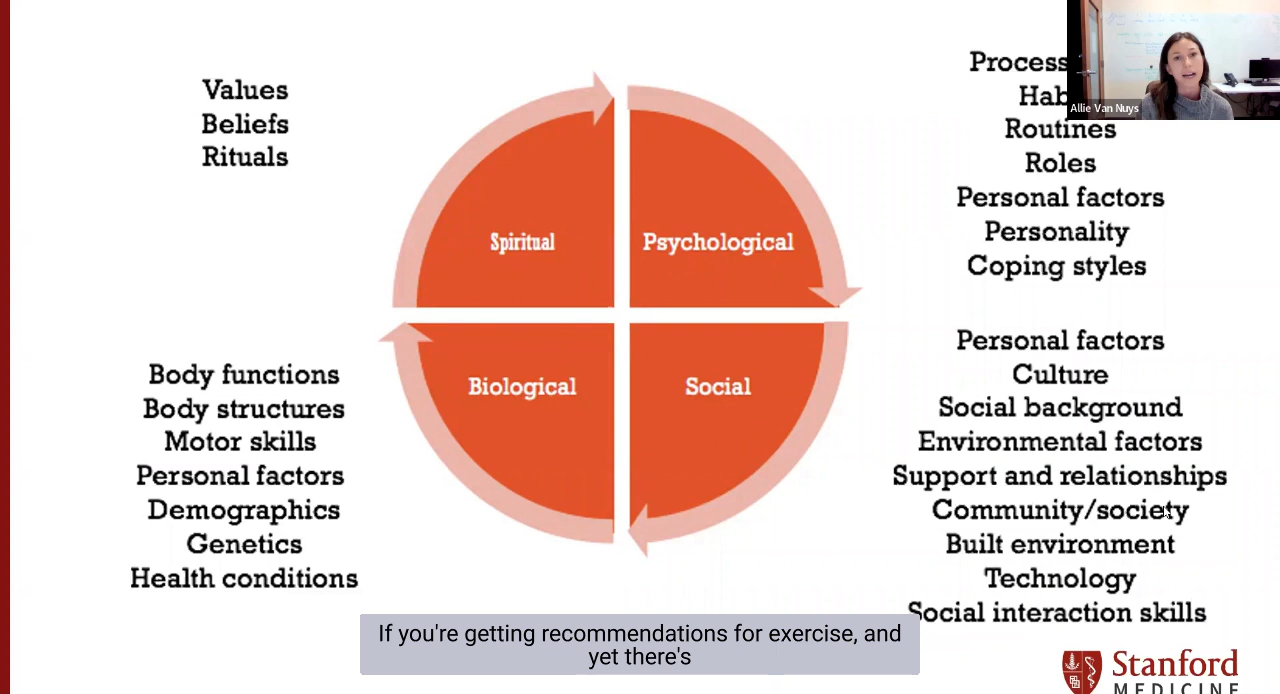 Values
Beliefs
Rituals
Spiritual
Psychological
Process
Routines
Roles
Personal factors
Personality
Coping styles
Allie Van Nuys
Biological
Social
Body functions
Body structures
Motor skills
Personal factors
Demographics
Genetics
Health conditions
Personal factors
Culture
Social background
Environmental factors
Support and relationships
Community/society
Built environment
Technology
Social interaction skills
If you're getting recommendations for exercise, and
yet there's
Stanford
MEDICINE